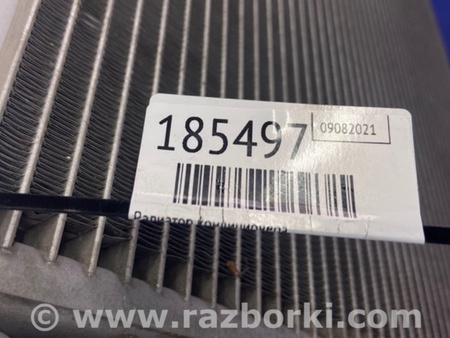 185497
09082021
Радиатор кондиционера
© www.razborki.com